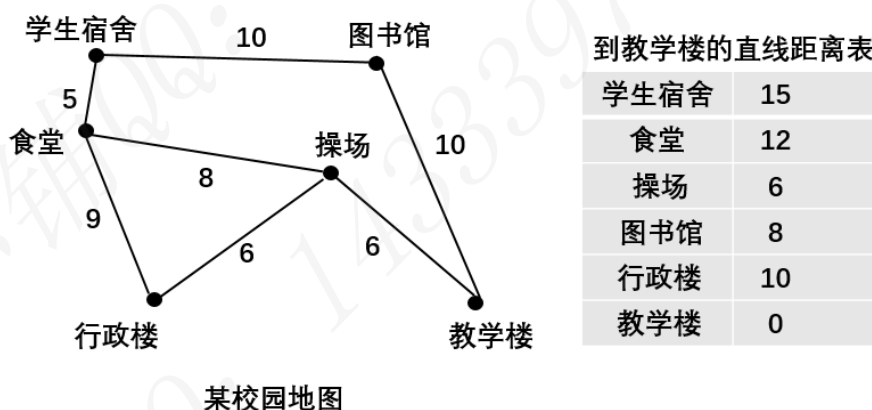 学生宿舍
10
图书馆
5
食堂
8
操场
10
9
6
6
行政楼
教学楼
某校园地图
到教学楼的直线距离表
学生宿舍 15
食堂 12
操场 6
图书馆 8
行政楼 10
教学楼 0